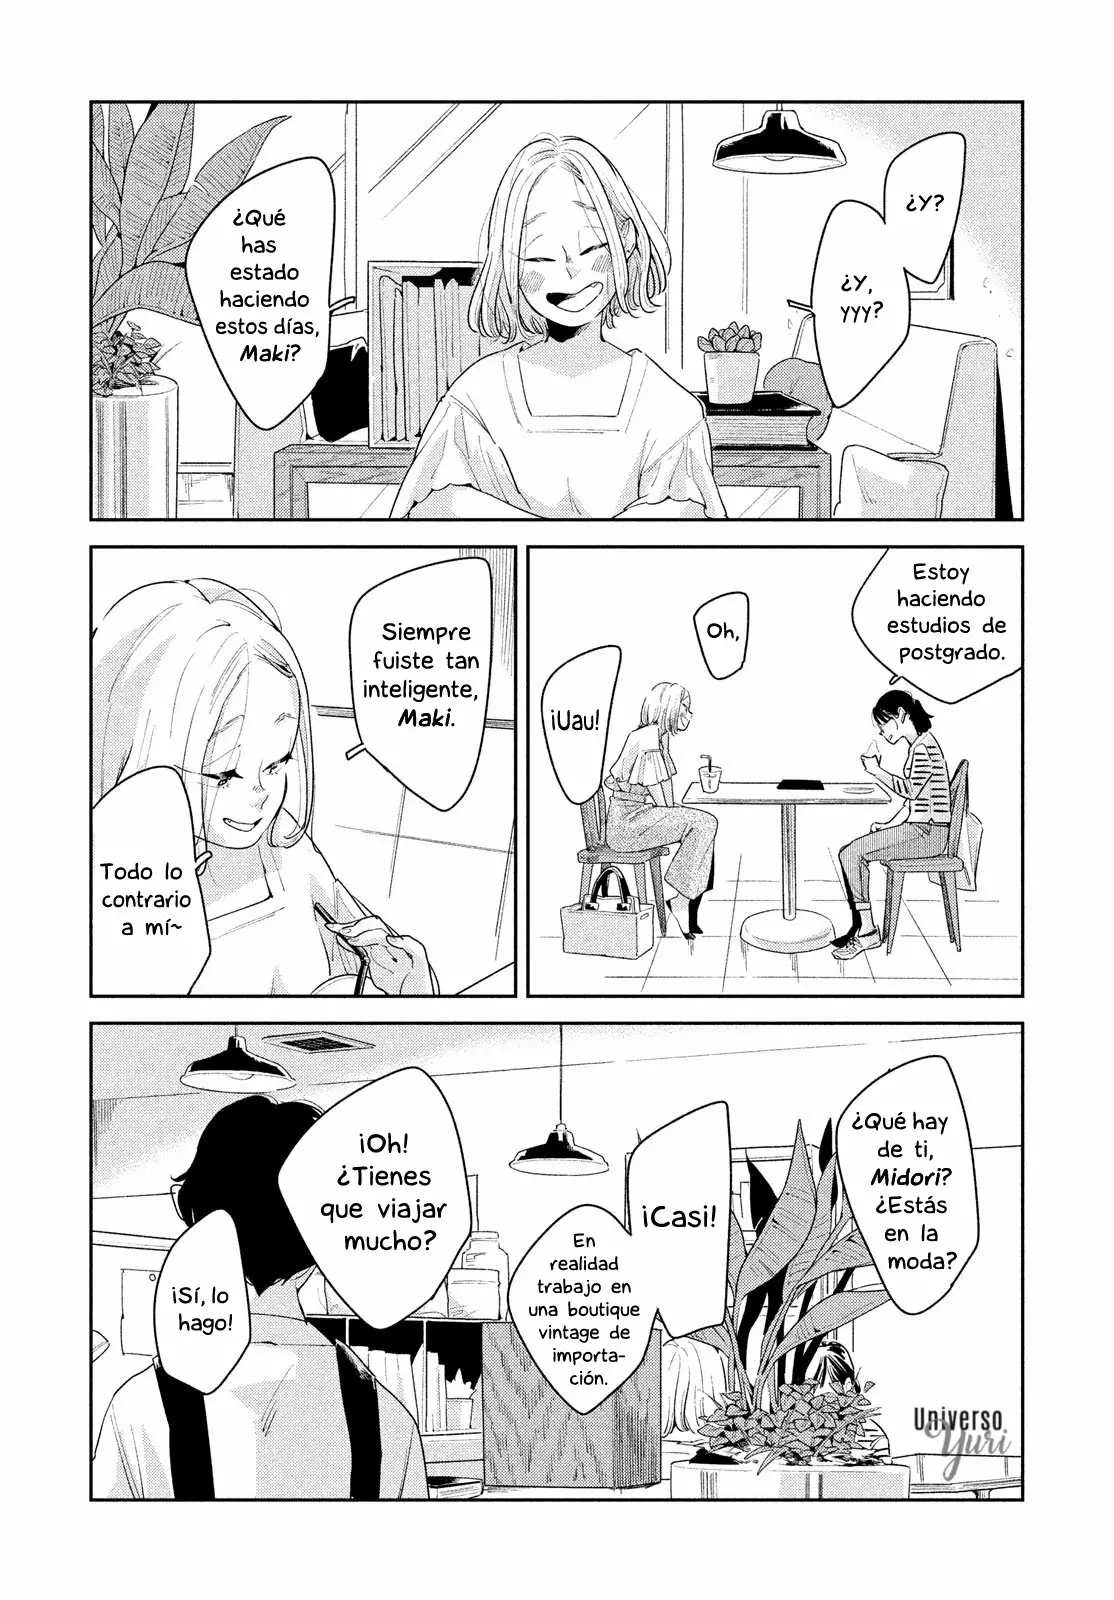 ¿Y?
¿Y,
yyy?
¿Qué
has
estado
haciendo
estos días,
Maki?
Estoy
haciendo
estudios de
postgrado.
Oh,
¡Uau!
Siempre
fuiste tan
inteligente,
Maki.
Todo lo
contrario
a mí~
¿Qué hay
de ti,
Midori?
¿Estás
en la
moda?
¡Casi!
En
realidad
trabajo en
una boutique
vintage de
importa-
ción.
¡Oh!
¿Tienes
que viajar
mucho?
¡Sí, lo
hago!
Universo
Yuri